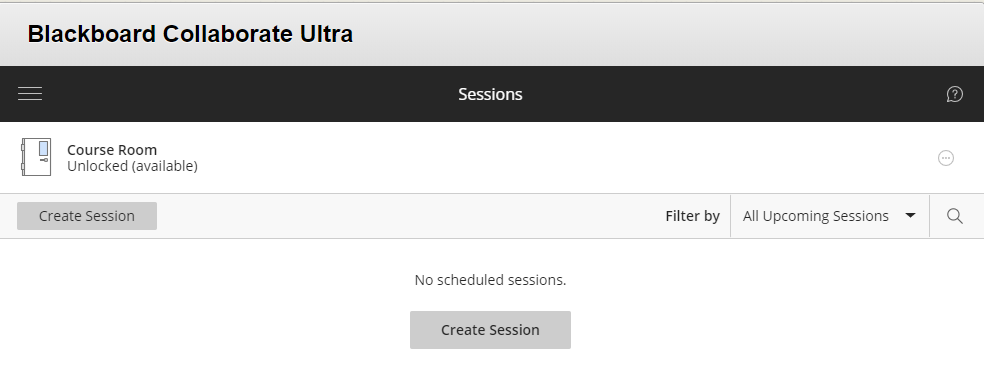 Blackboard Collaborate Ultra
Sessions
Course Room
Unlocked (available)
Create Session
Filter by
All Upcoming Sessions
No scheduled sessions.
Create Session